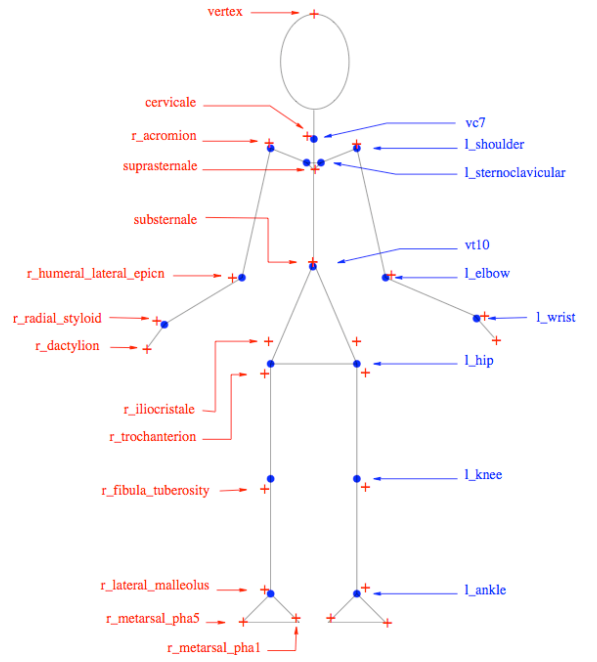 vertex
cervicale
vc7
r_acromion
l_shoulder
suprasternale
l_sternoclavicular
substernale
vt10
r_humeral_lateral_epicn
l_elbow
r_radial_styloid
l_wrist
r_dactylion
l_hip
r_iliocristale
r_trochanterion
l_knee
r_fibula_tuberosity
r_lateral_malleolus
l_ankle
r_metarsal_pha5
r_metarsal_pha1